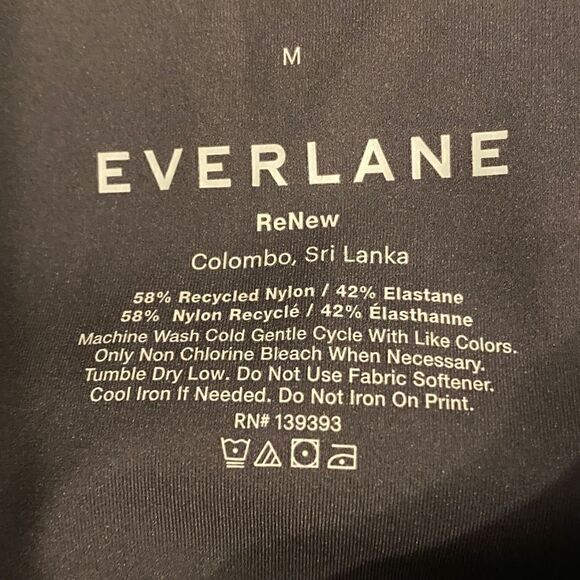 M
EVERLANE
ReNew
Colombo, Sri Lanka
58% Recycled Nylon / 42% Elastane
58% Nylon Recyclé / 42% Élasthanne
Machine Wash Cold Gentle Cycle With Like Colors.
Only Non Chlorine Bleach When Necessary.
Tumble Dry Low. Do Not Use Fabric Softener.
Cool Iron If Needed. Do Not Iron On Print.
RN# 139393